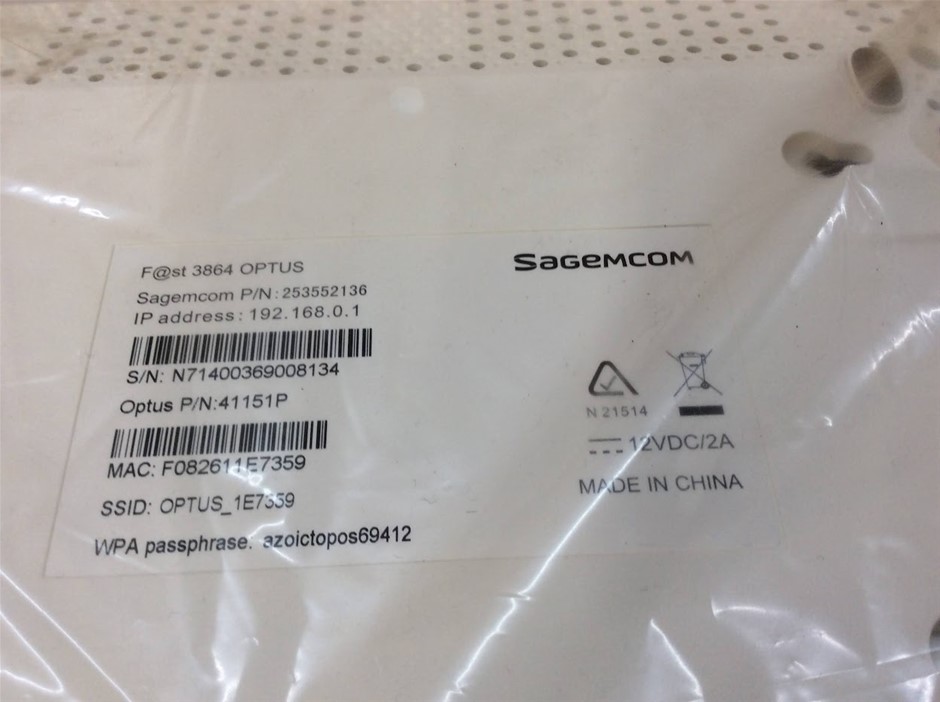 F@st 3864 OPTUS
SAGEMCOM
Sagemcom P/N: 253552136
IP address: 192.168.0.1
S/N: N71400369008134
Optus P/N:41151P
N 21514
MAC: F082611E7359
12VDC/2A
MADE IN CHINA
SSID: OPTUS_1E7359
WPA passphrase: azoictopos69412